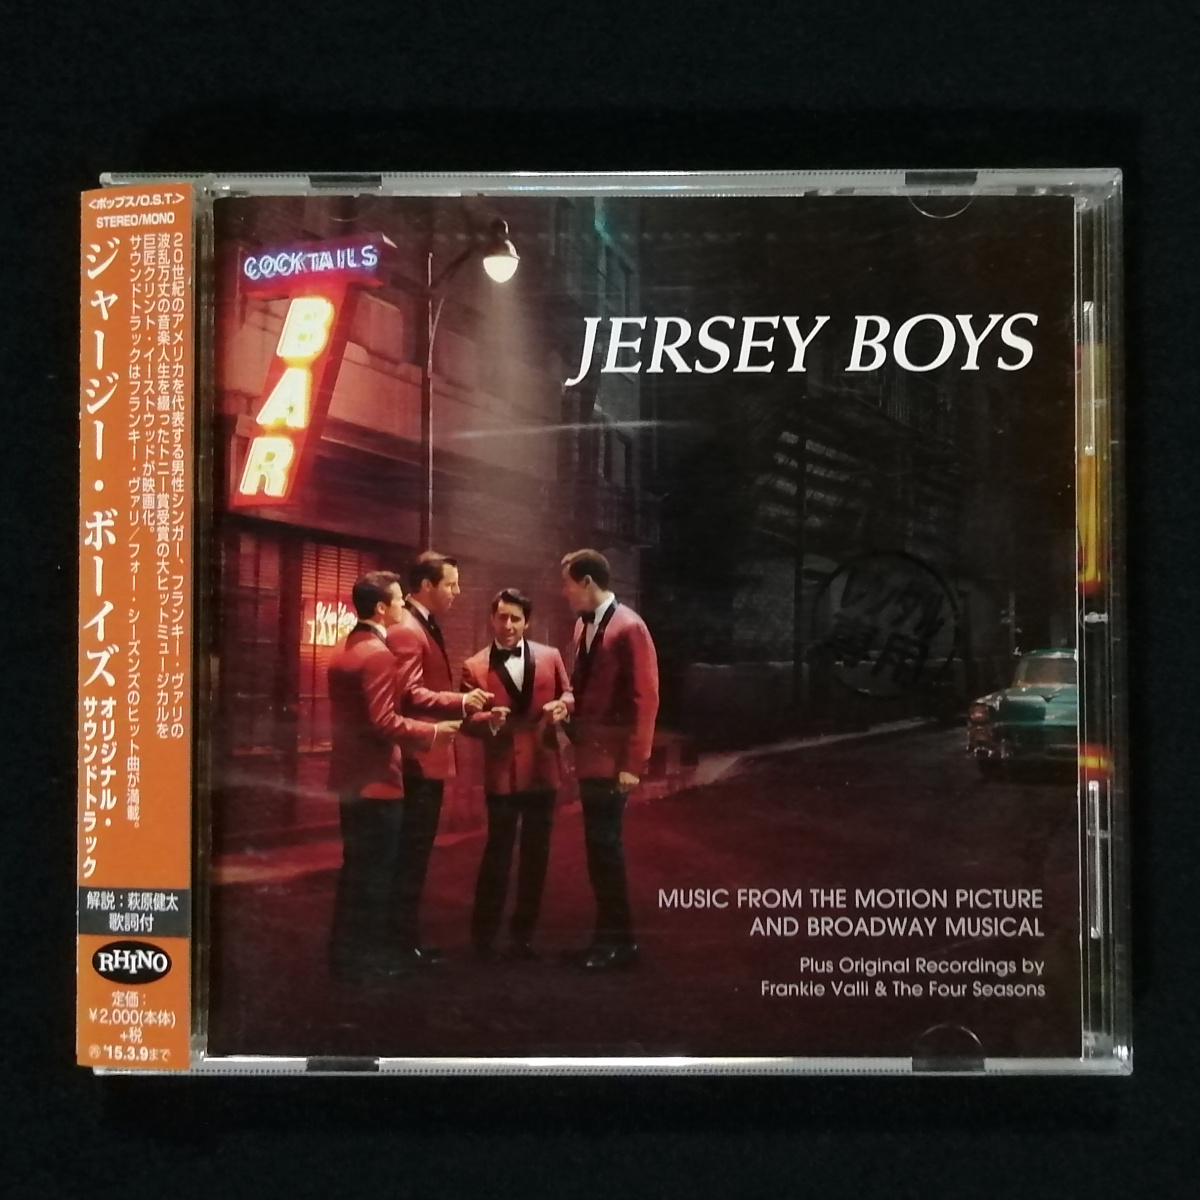 <ポップス/O.S.T.>
STEREO/MONO
20世紀のアメリカを代表する男性シンガー、フランキー・ヴァリの
波乱万丈の音楽人生を綴ったトニー賞受賞の大ヒットミュージカルを
巨匠クリント・イーストウッドが映画化。
サウンドトラックはフランキー・ヴァリ/フォー・シーズンズのヒット曲が満載。
ジャージー・ボーイズ
オリジナル・
サウンドトラック
解説:萩原健太
歌詞付
RHINO
定価:
¥2,000(本体)
+税
㋣'15.3.9まで
COCKTAILS
BAR
JERSEY BOYS
レンタル
専用
MUSIC FROM THE MOTION PICTURE
AND BROADWAY MUSICAL
Plus Original Recordings by
Frankie Valli & The Four Seasons